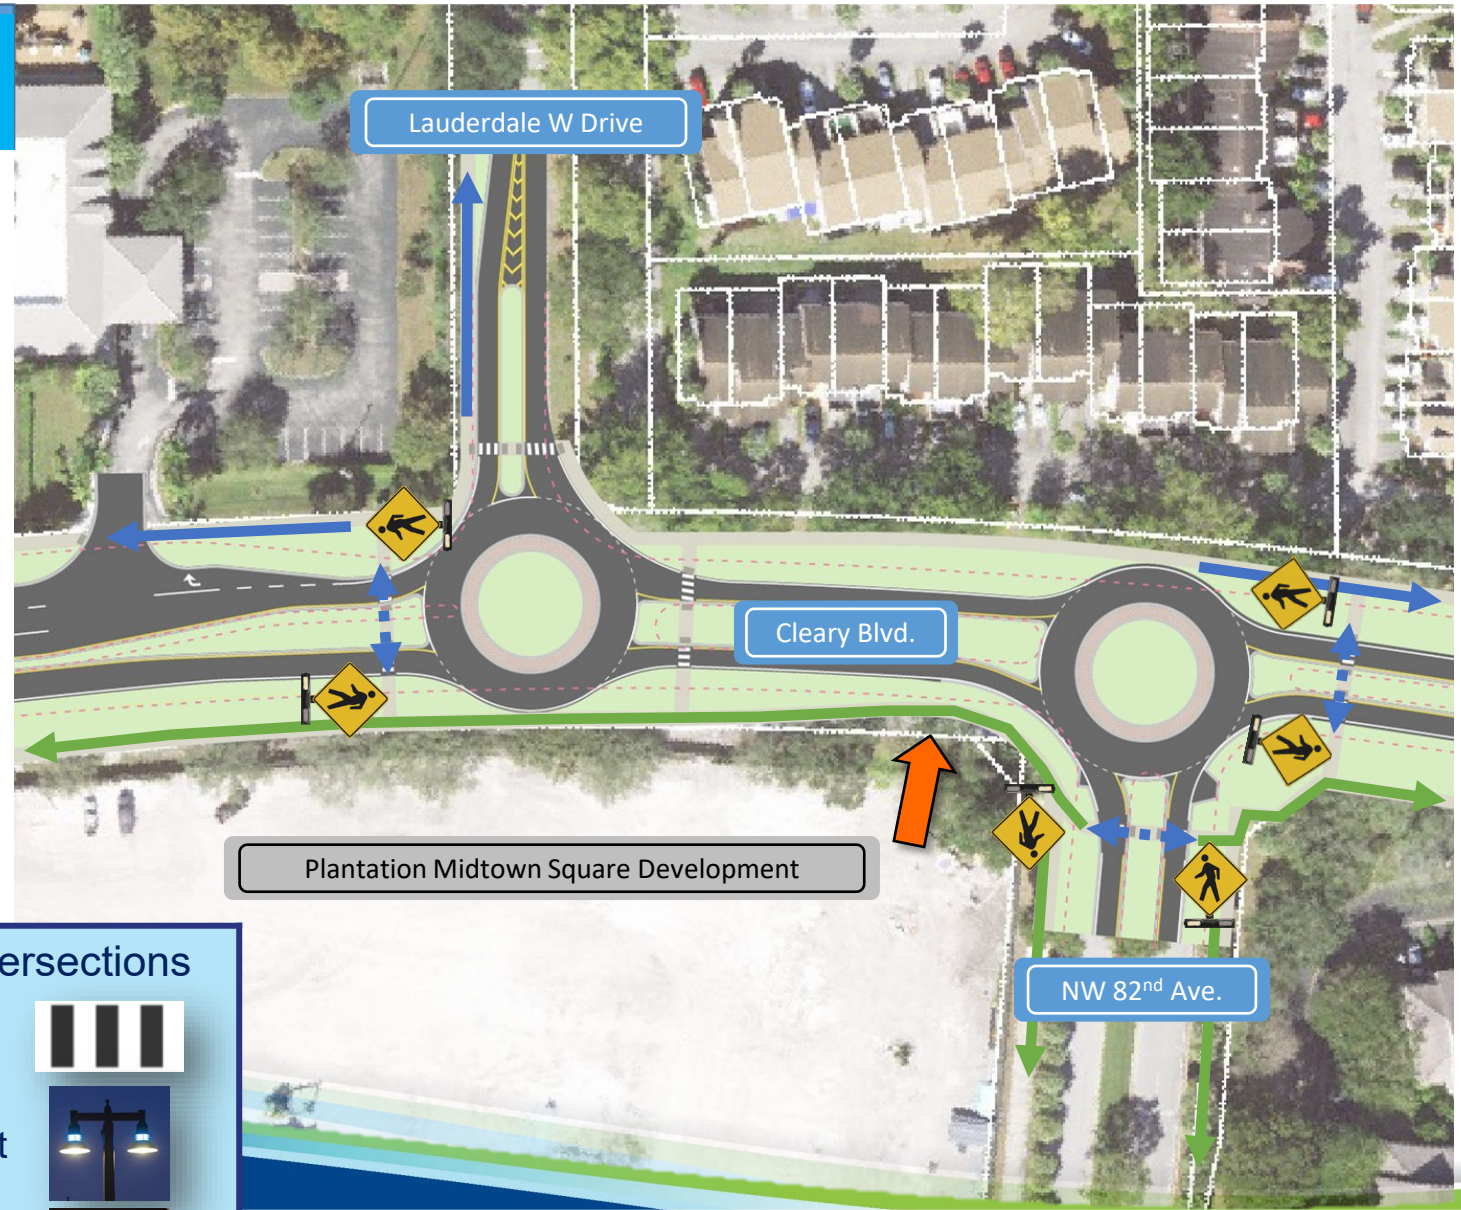 Lauderdale W Drive
Cleary Blvd.
Plantation Midtown Square Development
NW 82nd Ave.
ersections
t